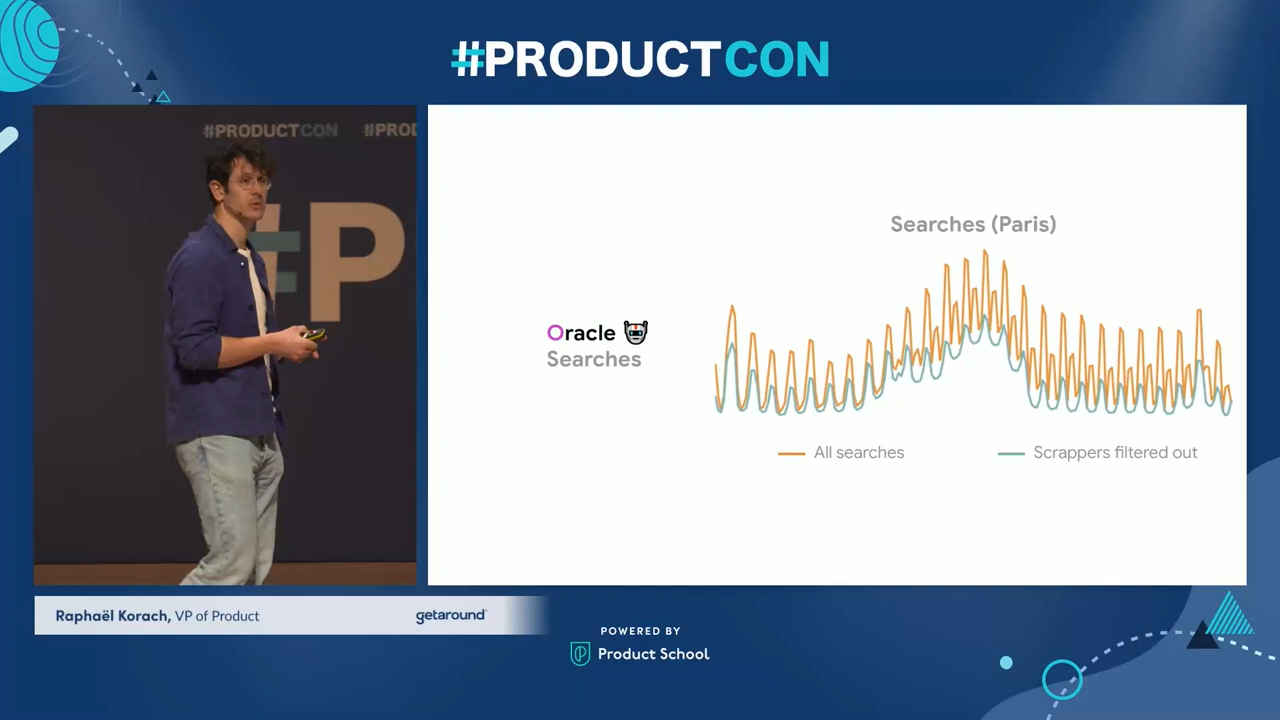 #PRODUCTCON
#PRODUCTCON #PROD
#P
Searches (Paris)
Oracle
Searches
All searches
Scrappers filtered out
Raphaël Korach, VP of Product
getaround
POWERED BY
Product School